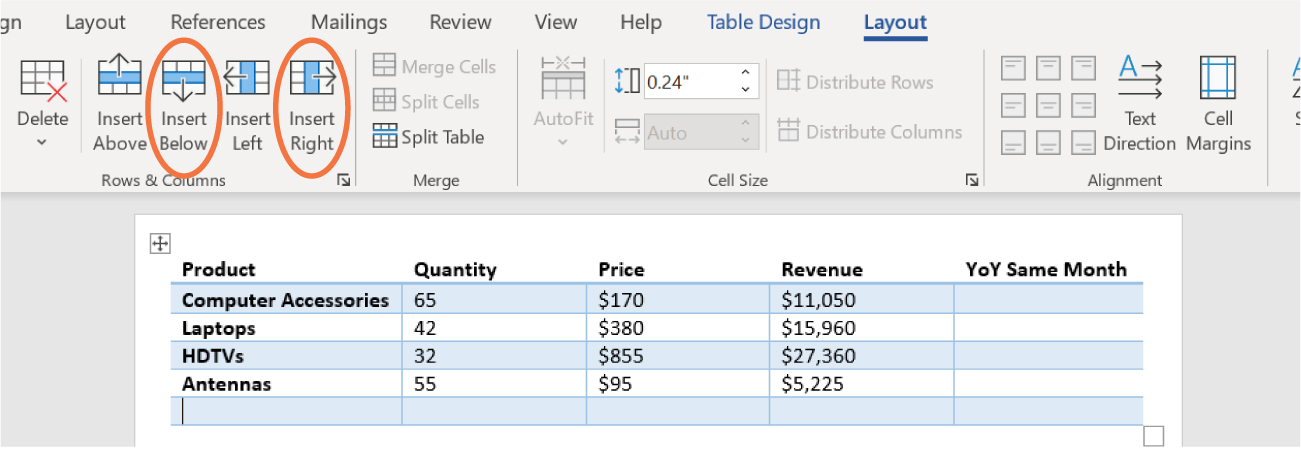 gn Layout References Mailings Review View Help Table Design Layout
Delete
Insert Above
Insert Below
Insert Left
Insert Right
Rows & Columns
Merge Cells
Split Cells
Split Table
Merge
AutoFit
0.24"
Auto
Distribute Rows
Distribute Columns
Cell Size
Text Direction
Cell Margins
Alignment
S
Product Quantity Price Revenue YoY Same Month
Computer Accessories 65 $170 $11,050
Laptops 42 $380 $15,960
HDTVs 32 $855 $27,360
Antennas 55 $95 $5,225